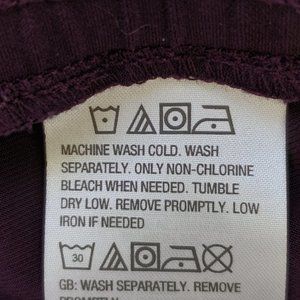 MACHINE WASH COLD. WASH
SEPARATELY. ONLY NON-CHLORINE
BLEACH WHEN NEEDED. TUMBLE
DRY LOW. REMOVE PROMPTLY. LOW
IRON IF NEEDED
30
GB: WASH SEPARATELY. REMOVE
PROMPTLY